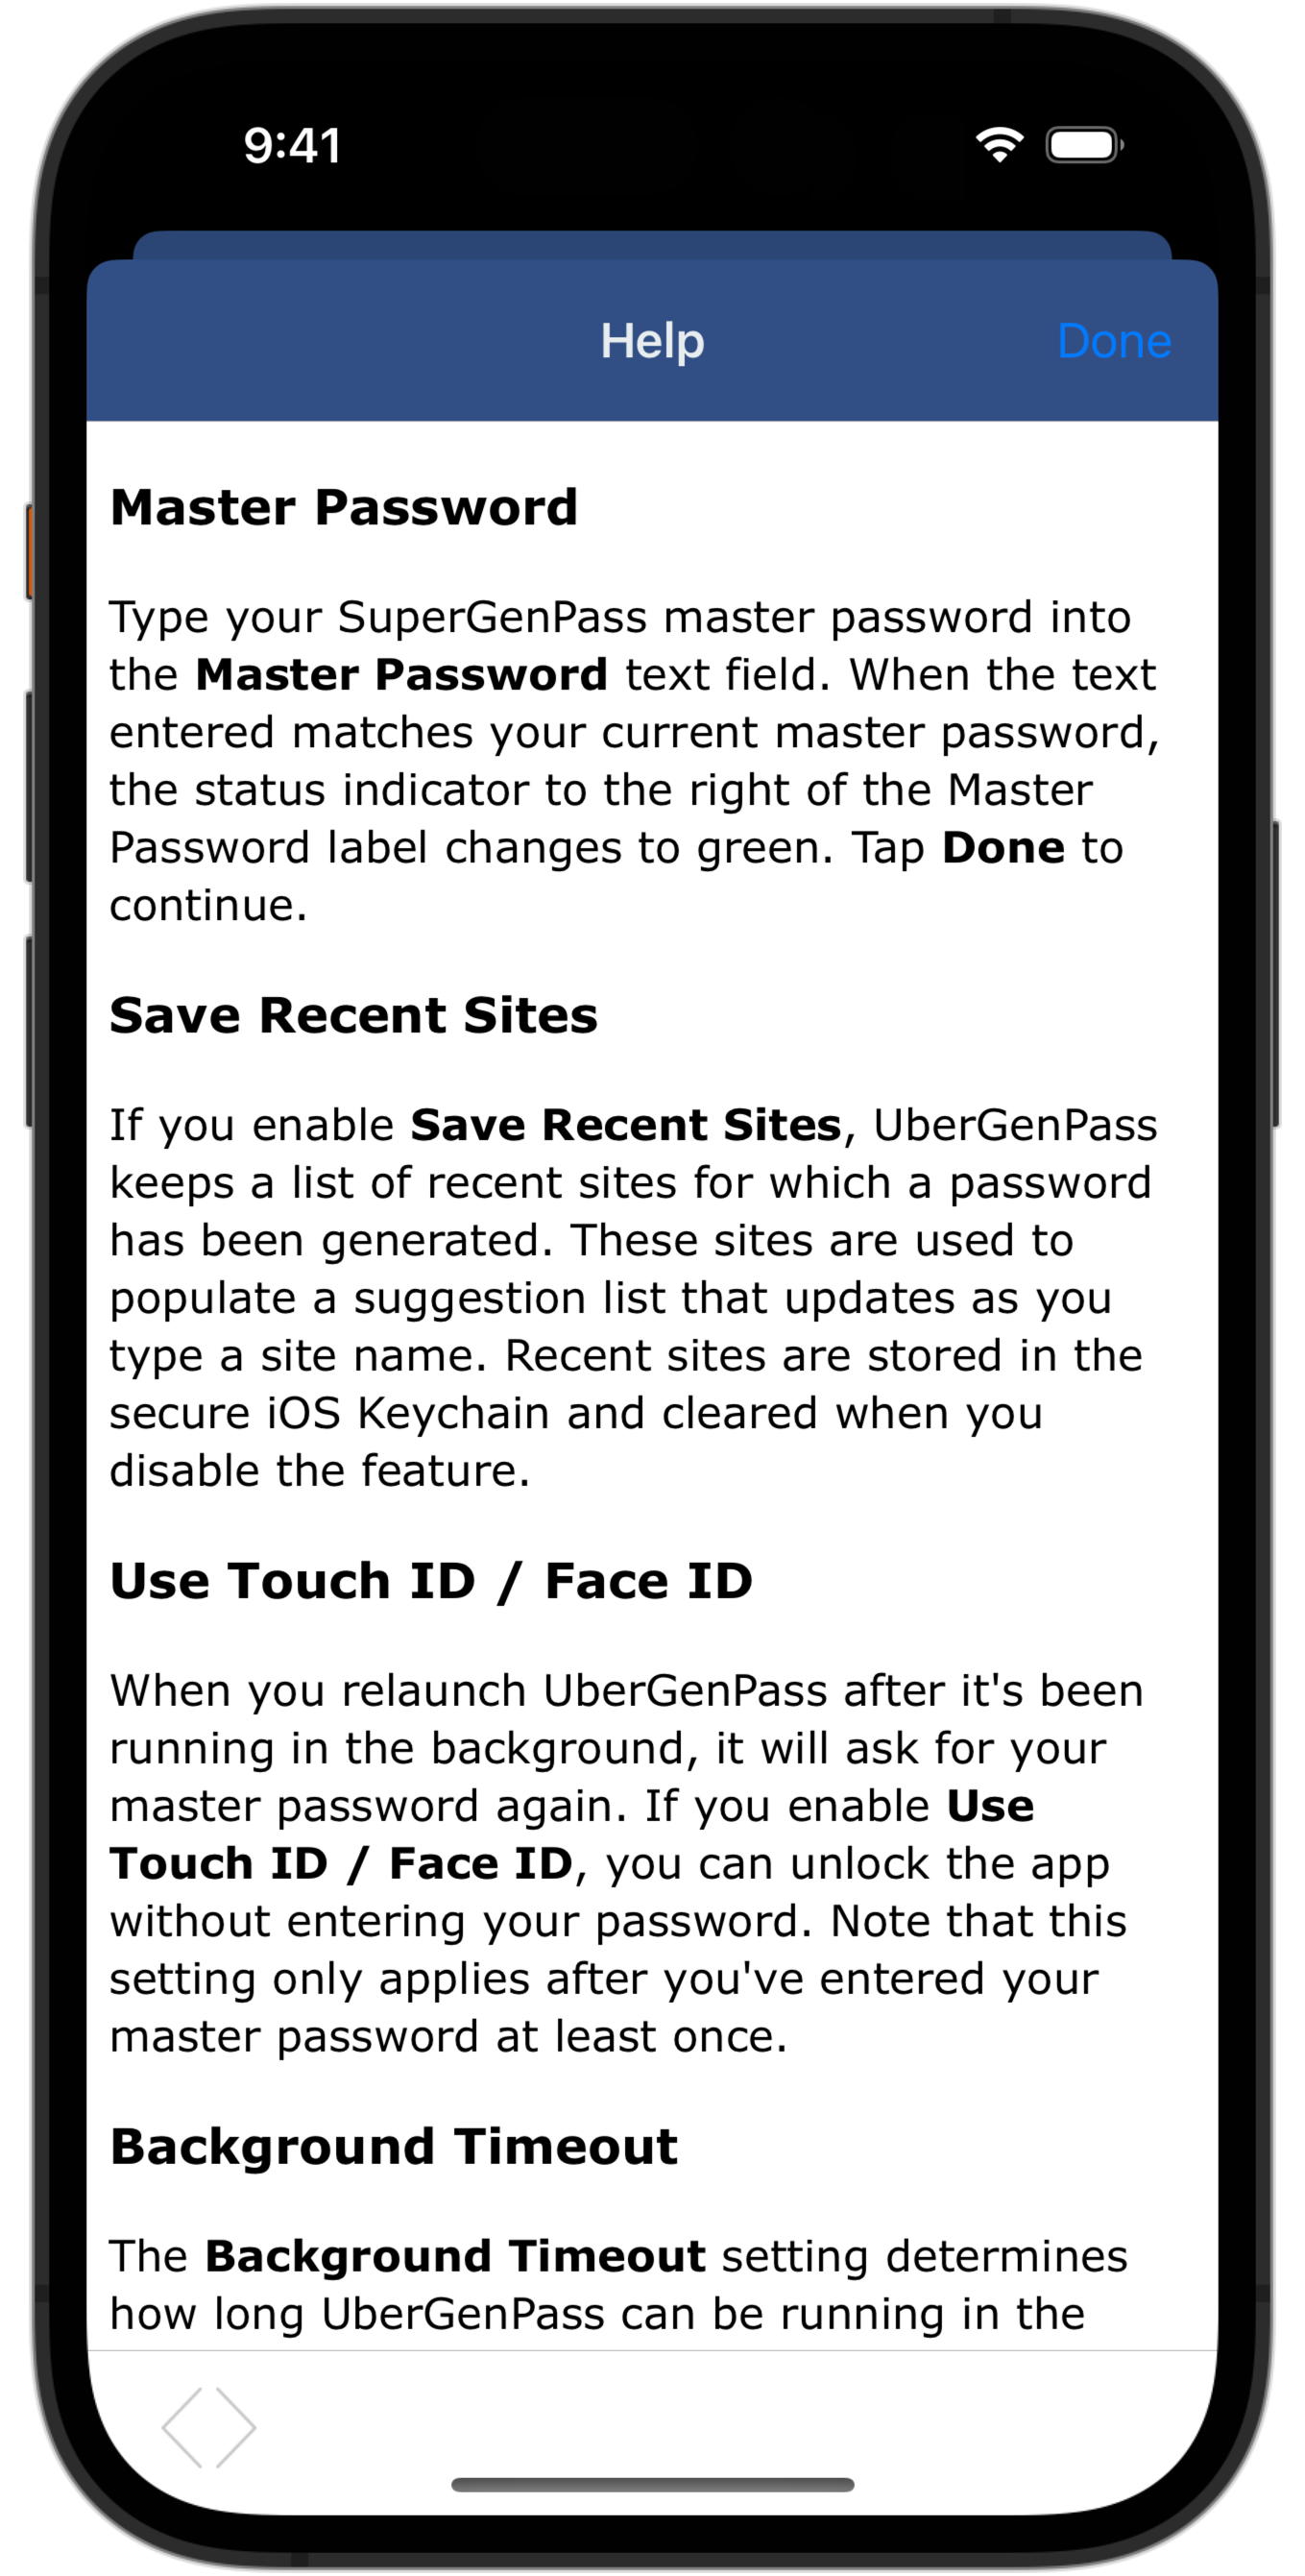 9:41
Help
Done
Master Password
Type your SuperGenPass master password into
the Master Password text field. When the text
entered matches your current master password,
the status indicator to the right of the Master
Password label changes to green. Tap Done to
continue.
Save Recent Sites
If you enable Save Recent Sites, UberGenPass
keeps a list of recent sites for which a password
has been generated. These sites are used to
populate a suggestion list that updates as you
type a site name. Recent sites are stored in the
secure iOS Keychain and cleared when you
disable the feature.
Use Touch ID / Face ID
When you relaunch UberGenPass after it's been
running in the background, it will ask for your
master password again. If you enable Use
Touch ID / Face ID, you can unlock the app
without entering your password. Note that this
setting only applies after you've entered your
master password at least once.
Background Timeout
The Background Timeout setting determines
how long UberGenPass can be running in the